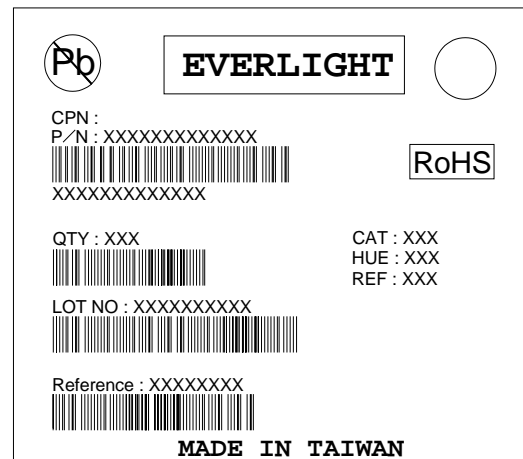 Pb
EVERLIGHT
CPN :
P/N : XXXXXXXXXXXXX
RoHS
XXXXXXXXXXXXX
QTY : XXX
CAT : XXX
HUE : XXX
REF : XXX
LOT NO : XXXXXXXXXX
Reference : XXXXXXXX
MADE IN TAIWAN